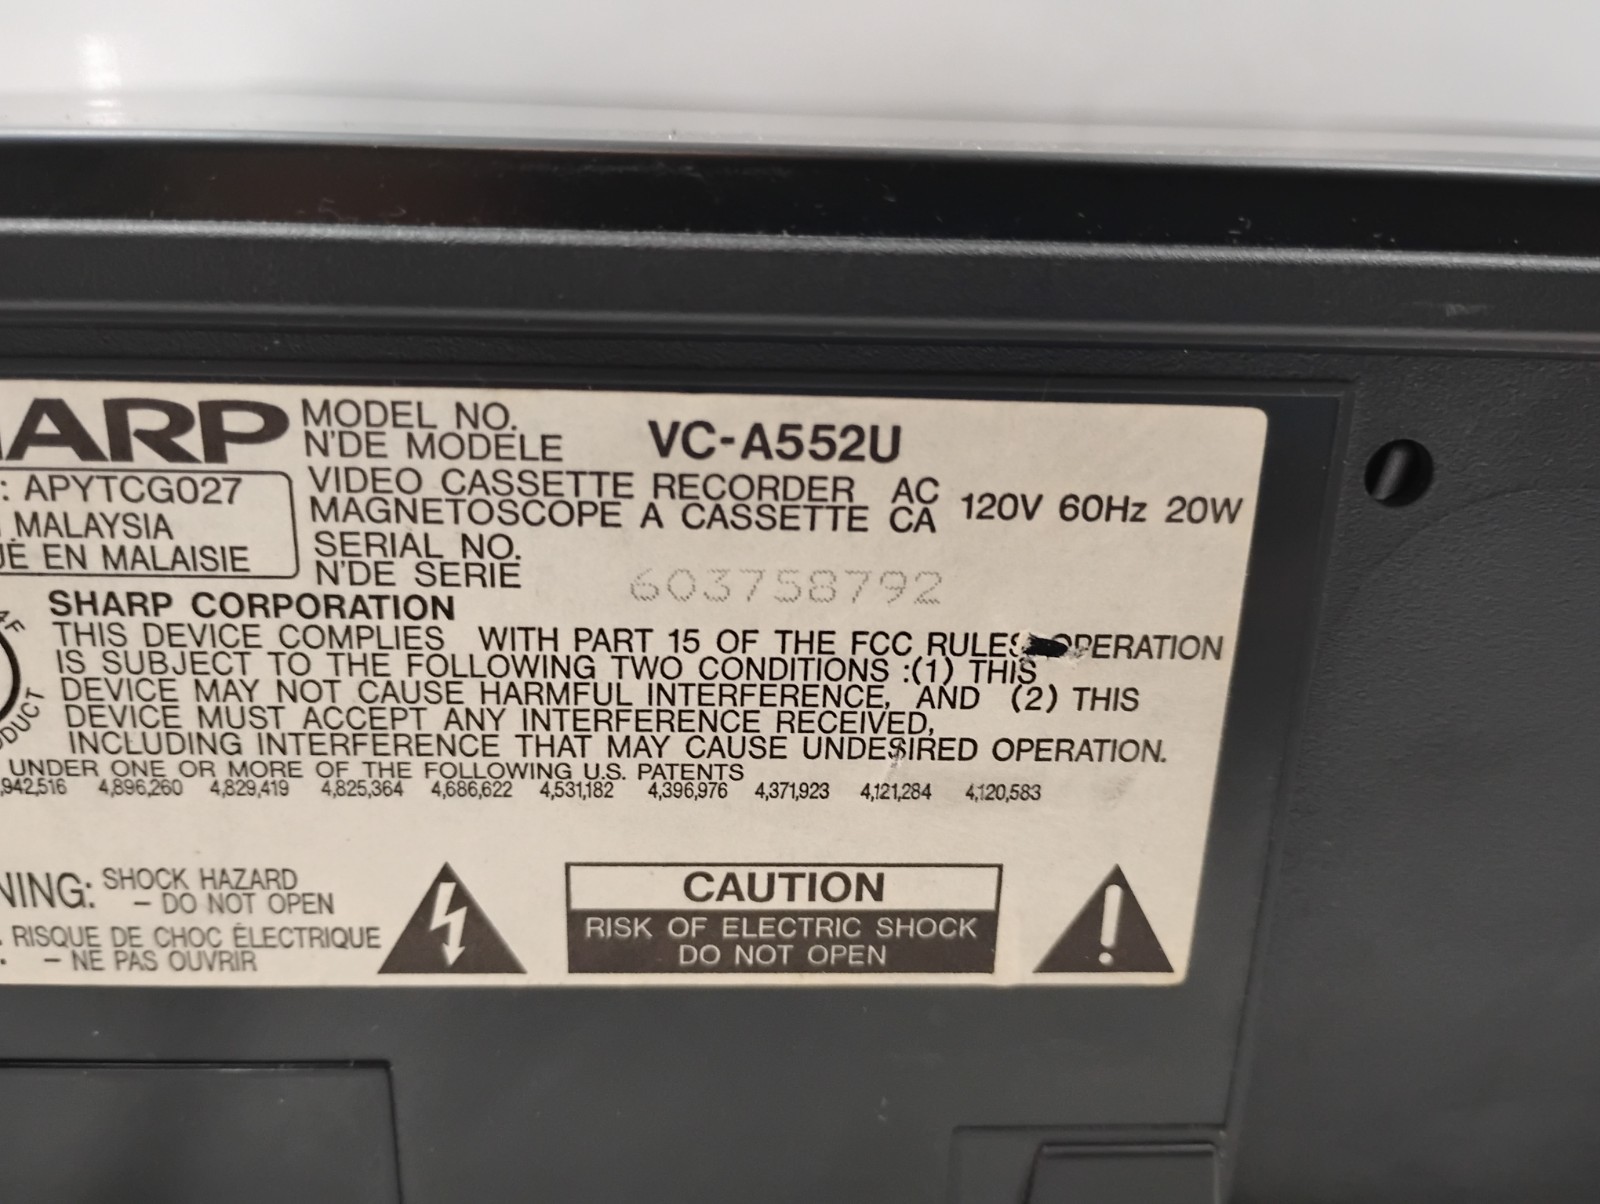 ARP
MODEL NO.
N'DE MODELE
VC-A552U
: APYTCG027
MALAYSIA
UÉ EN MALAISIE
VIDEO CASSETTE RECORDER AC
MAGNETOSCOPE A CASSETTE CA
120V 60Hz 20W
SERIAL NO.
N'DE SERIE
603758792
SHARP CORPORATION
THIS DEVICE COMPLIES WITH PART 15 OF THE FCC RULES OPERATION
IS SUBJECT TO THE FOLLOWING TWO CONDITIONS :(1) THIS
DEVICE MAY NOT CAUSE HARMFUL INTERFERENCE, AND (2) THIS
DEVICE MUST ACCEPT ANY INTERFERENCE RECEIVED,
INCLUDING INTERFERENCE THAT MAY CAUSE UNDESIRED OPERATION.
UNDER ONE OR MORE OF THE FOLLOWING U.S. PATENTS
,942,516 4,896,260 4,829,419 4,825,364 4,686,622 4,531,182 4,396,976 4,371,923 4,121,284 4,120,583
NING: SHOCK HAZARD
- DO NOT OPEN
RISQUE DE CHOC ÉLECTRIQUE
- NE PAS OUVRIR
CAUTION
RISK OF ELECTRIC SHOCK
DO NOT OPEN